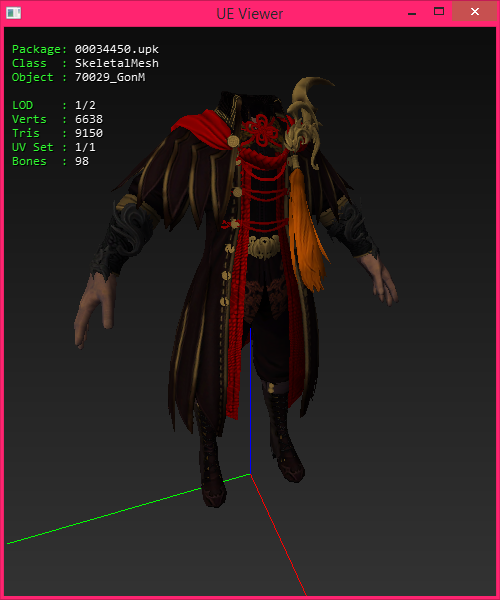 UE Viewer
Package: 00034450.upk
Class : SkeletalMesh
Object : 70029_GonM
LOD : 1/2
Verts : 6638
Tris : 9150
UV Set : 1/1
Bones : 98